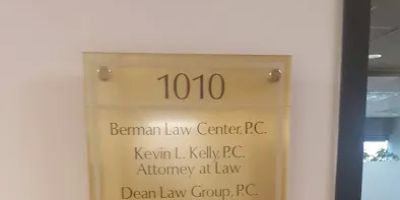 1010
Berman Law Center, P.C.
Kevin L. Kelly, P.C.
Attorney at Law
Dean Law Group, P.C.